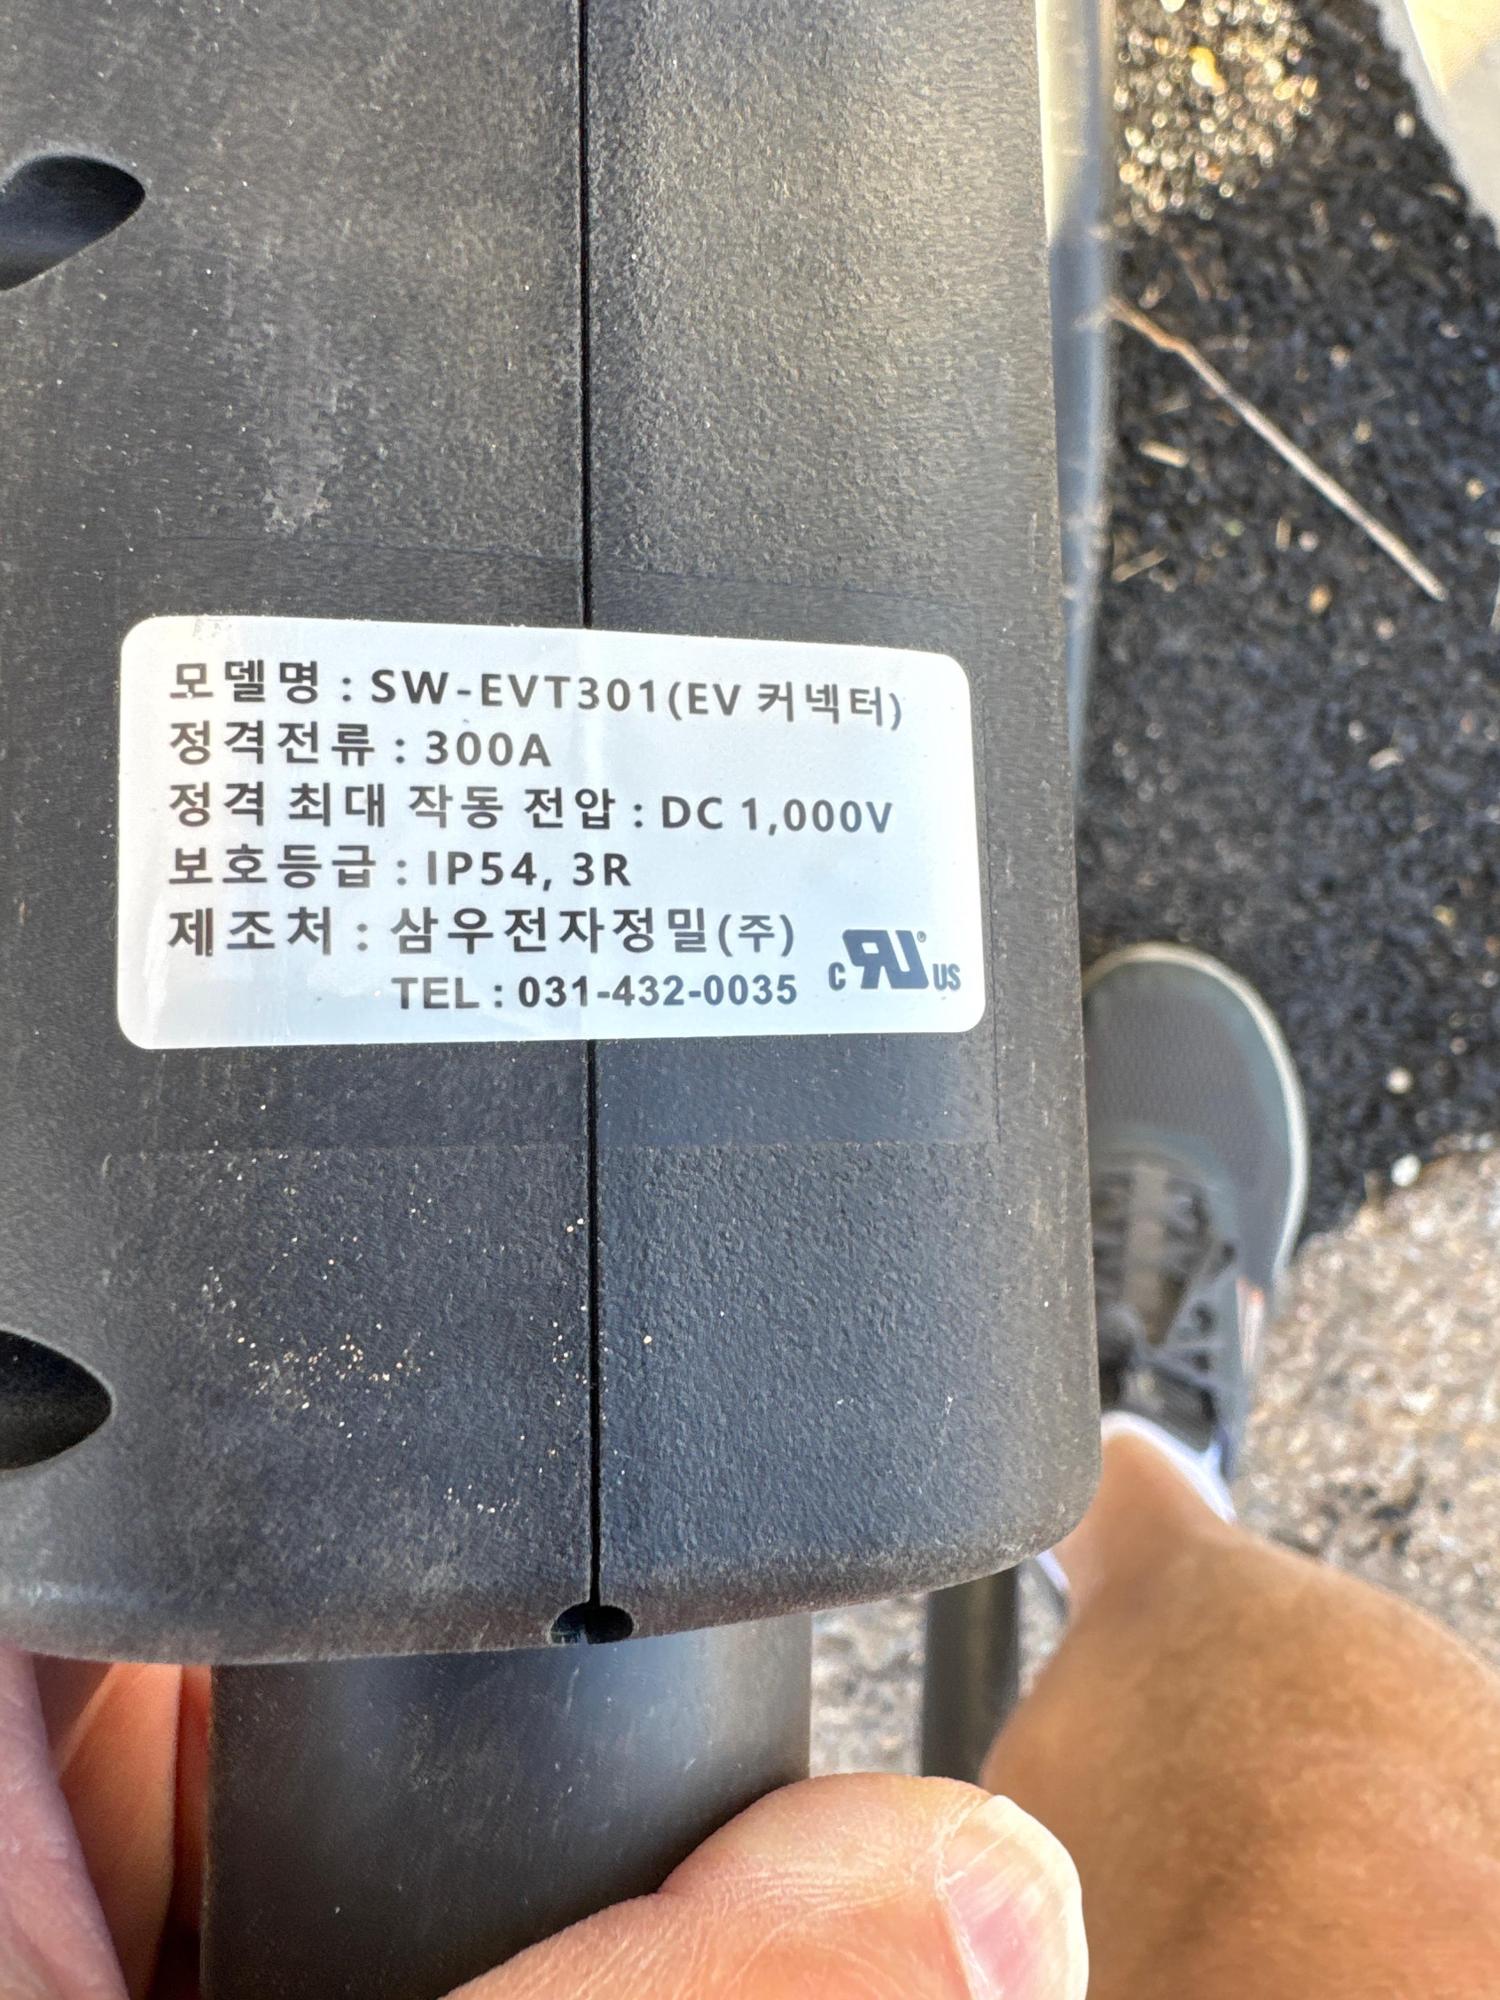 모델명 : SW-EVT301(EV 커넥터)
정격전류 : 300A
정격 최대 작동 전압 : DC 1,000V
보호등급 : IP54, 3R
제조처 : 삼우전자정밀(주)
TEL : 031-432-0035
c RU® US